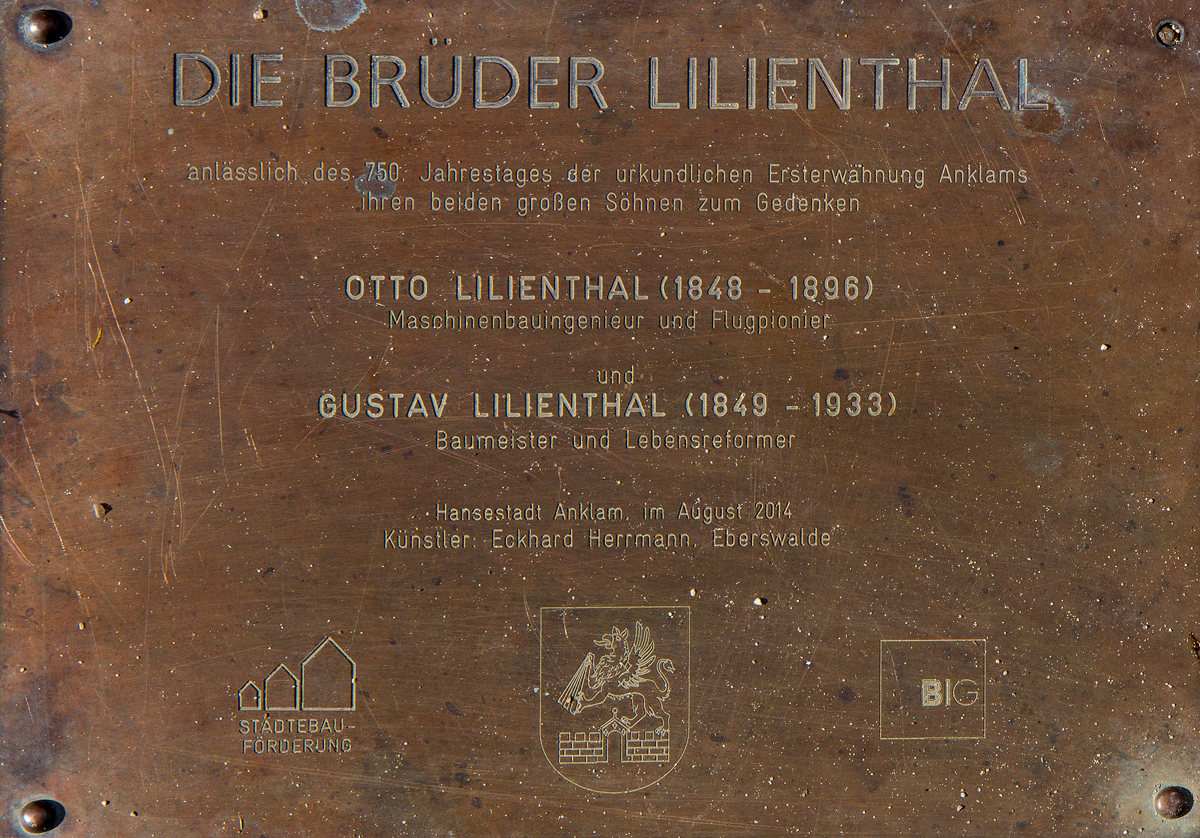 DIE BRÜDER LILIENTHAL
anlässlich des 750. Jahrestages der urkundlichen Ersterwähnung Anklams
ihren beiden großen Söhnen zum Gedenken
OTTO LILIENTHAL (1848 - 1896)
Maschinenbauingenieur und Flugpionier
und
GUSTAV LILIENTHAL (1849 - 1933)
Baumeister und Lebensreformer
Hansestadt Anklam, im August 2014
Künstler: Eckhard Herrmann, Eberswalde
STÄDTEBAU-
FÖRDERUNG
BIG